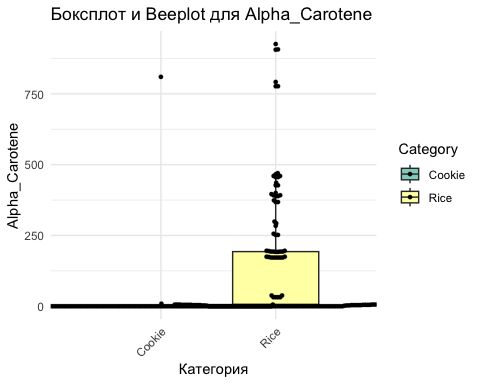 Боксплот и Beeplot для Alpha_Carotene
Alpha_Carotene
750
500
250
0
Cookie
Rice
Категория
Category
Cookie
Rice